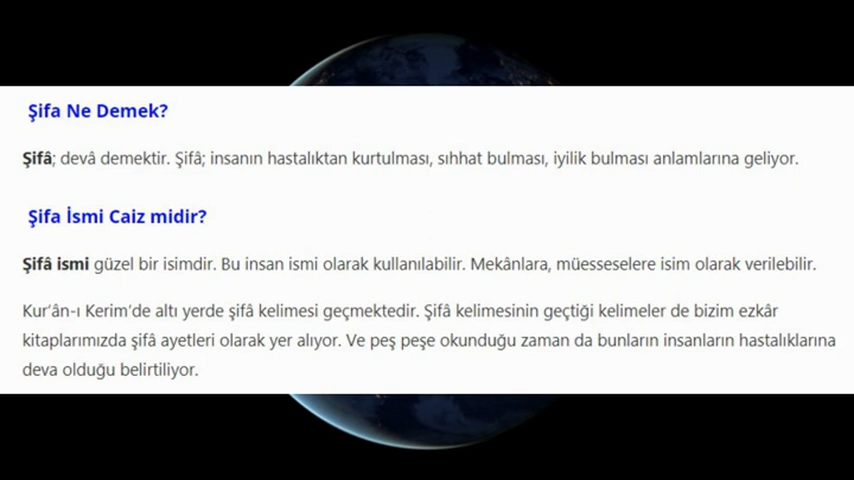 Şifa Ne Demek?
Şifâ; devâ demektir. Şifâ; insanın hastalıktan kurtulması, sıhhat bulması, iyilik bulması anlamlarına geliyor.
Şifa İsmi Caiz midir?
Şifâ ismi güzel bir isimdir. Bu insan ismi olarak kullanılabilir. Mekânlara, müesseselere isim olarak verilebilir.
Kur’ân-ı Kerim’de altı yerde şifâ kelimesi geçmektedir. Şifâ kelimesinin geçtiği kelimeler de bizim ezkâr
kitaplarımızda şifâ ayetleri olarak yer alıyor. Ve peş peşe okunduğu zaman da bunların insanların hastalıklarına
deva olduğu belirtiliyor.